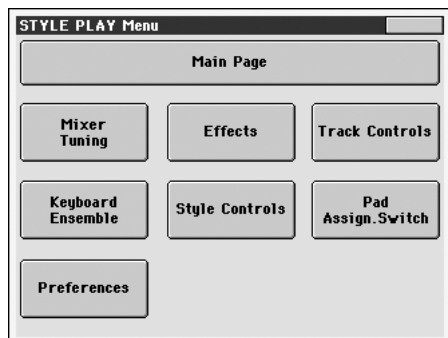 STYLE PLAY Menu
Main Page
Mixer
Tuning
Effects
Track Controls
Keyboard
Ensemble
Style Controls
Pad
Assign.Switch
Preferences